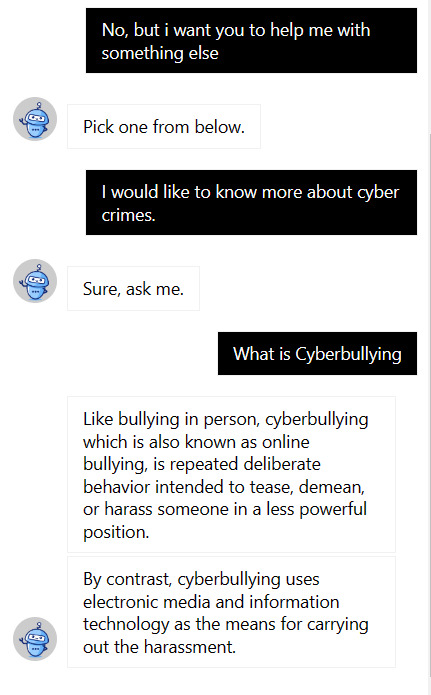 No, but i want you to help me with
something else
Pick one from below.
I would like to know more about cyber
crimes.
Sure, ask me.
What is Cyberbullying
Like bullying in person, cyberbullying
which is also known as online
bullying, is repeated deliberate
behavior intended to tease, demean,
or harass someone in a less powerful
position.
By contrast, cyberbullying uses
electronic media and information
technology as the means for carrying
out the harassment.